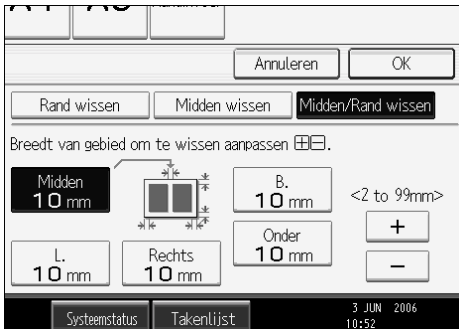 Annuleren OK
Rand wissen Midden wissen Midden/Rand wissen
Breedt van gebied om te wissen aanpassen ⊞⊟.
Midden
10 mm
B.
10 mm
<2 to 99mm>
+
Onder
10 mm
L.
10 mm
Rechts
10 mm
−
Systeemstatus Takenlijst
3 JUN 2006
10:52